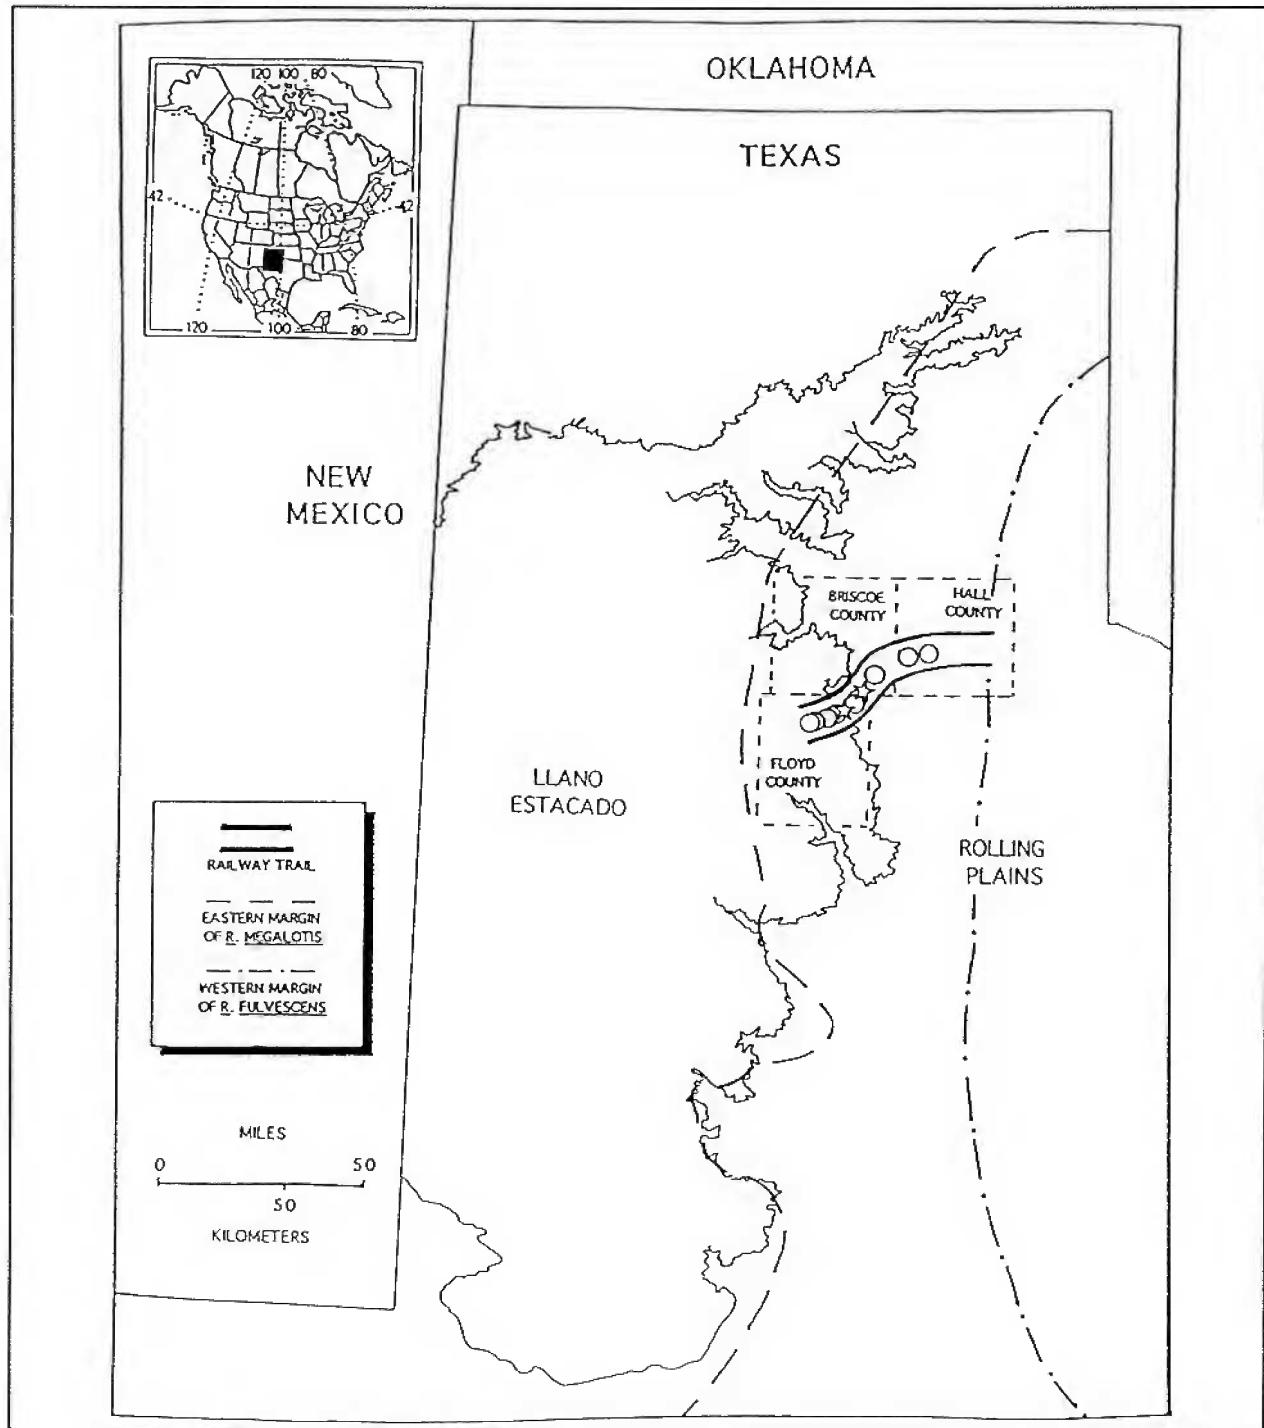 120 100 80
42
42
120
100
80
OKLAHOMA
TEXAS
NEW
MEXICO
BRISCOE
COUNTY
HALL
COUNTY
FLOYD
COUNTY
LLANO
ESTACADO
ROLLING
PLAINS
RAILWAY TRAIL
EASTERN MARGIN
OF R. MEGALOTIS
WESTERN MARGIN
OF R. FULVESCENS
MILES
0 50
50
KILOMETERS